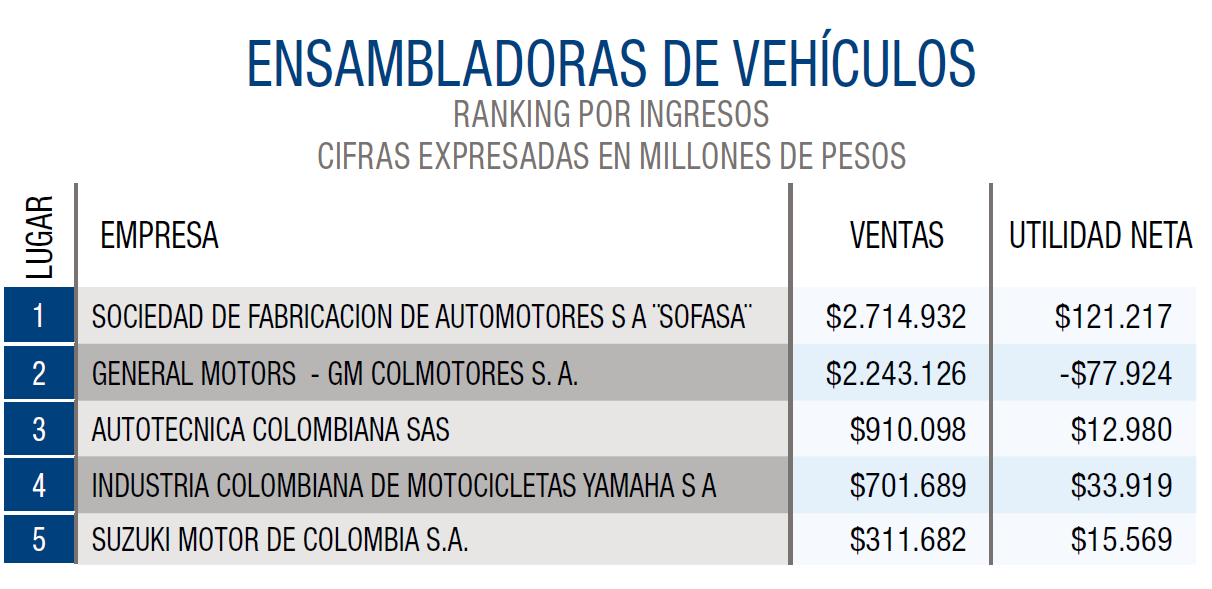 ENSAMBLADORAS DE VEHÍCULOS
RANKING POR INGRESOS
CIFRAS EXPRESADAS EN MILLONES DE PESOS
LUGAR EMPRESA VENTAS UTILIDAD NETA
1 SOCIEDAD DE FABRICACION DE AUTOMOTORES S A ¨SOFASA¨ $2.714.932 $121.217
2 GENERAL MOTORS - GM COLMOTORES S. A. $2.243.126 -$77.924
3 AUTOTECNICA COLOMBIANA SAS $910.098 $12.980
4 INDUSTRIA COLOMBIANA DE MOTOCICLETAS YAMAHA S A $701.689 $33.919
5 SUZUKI MOTOR DE COLOMBIA S.A. $311.682 $15.569